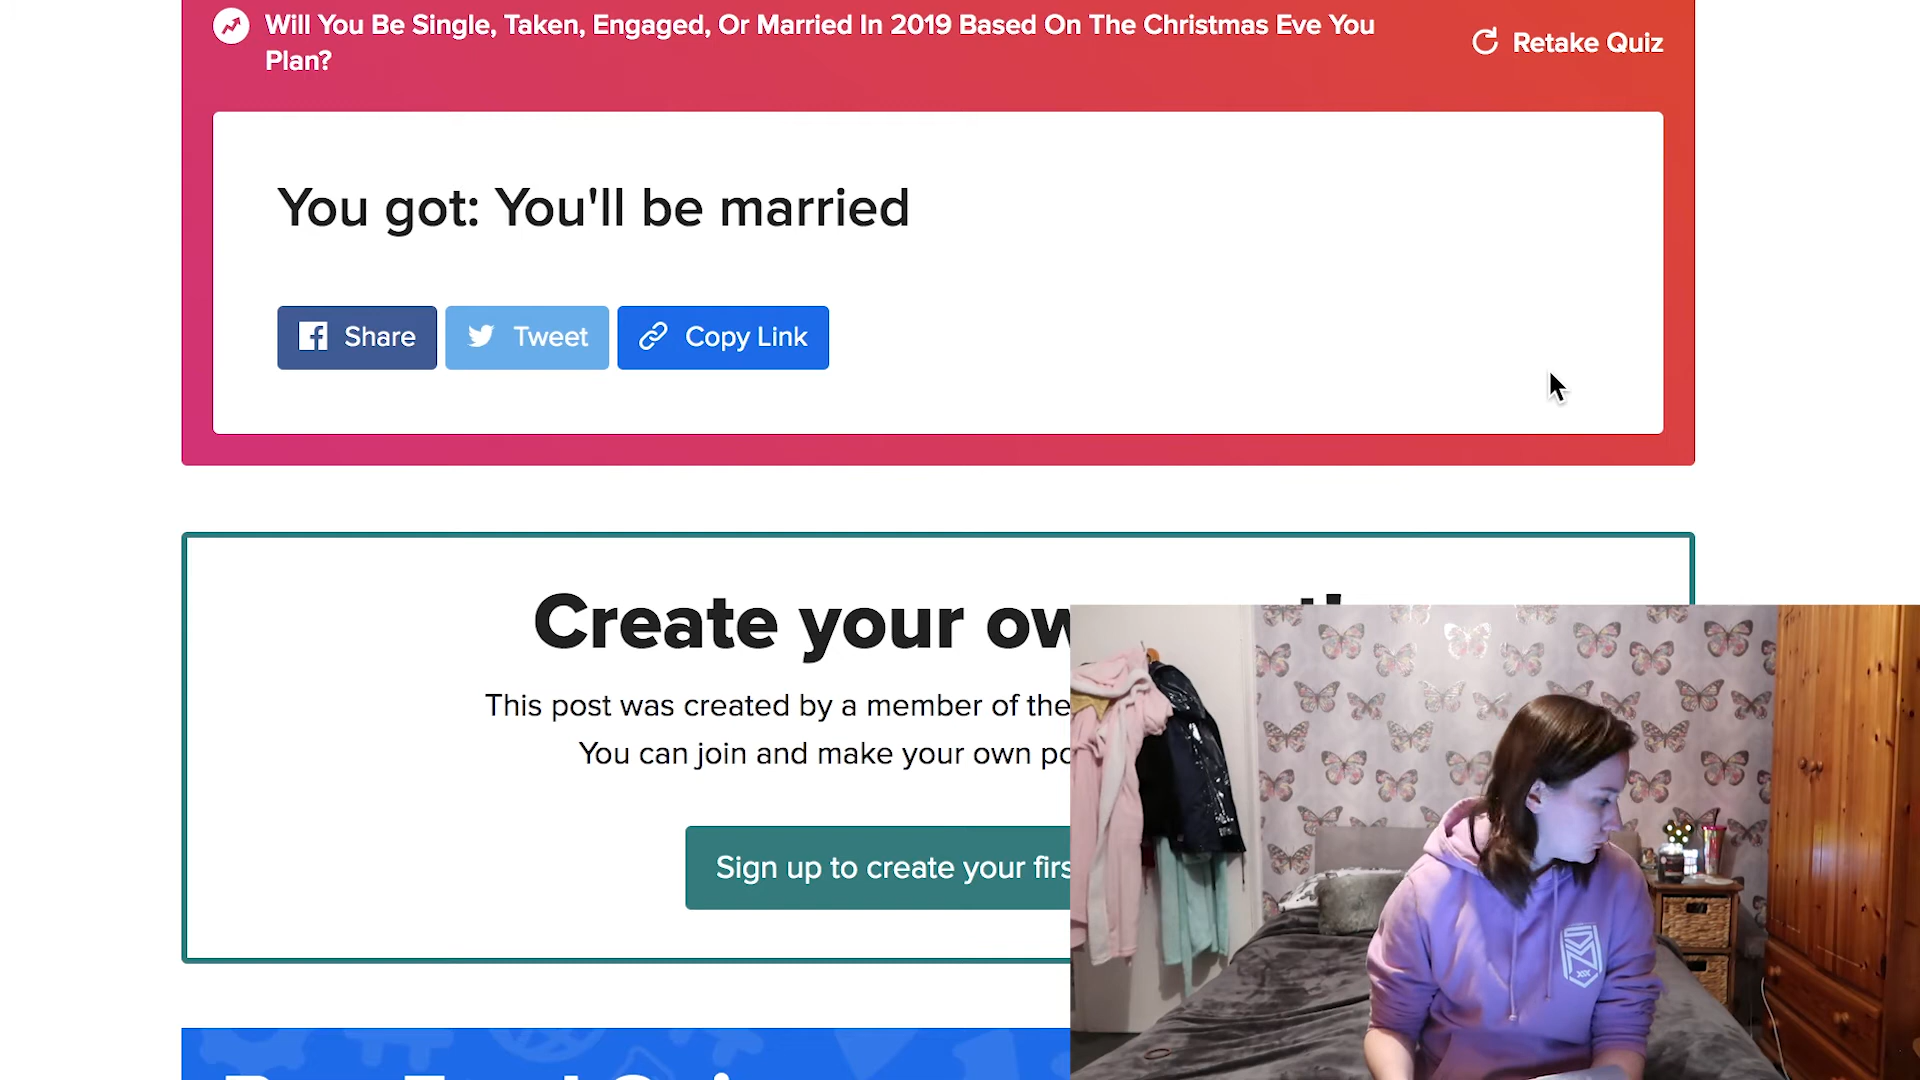 Will You Be Single, Taken, Engaged, Or Married In 2019 Based On The Christmas Eve You
Plan?
Retake Quiz
You got: You'll be married
Share
Tweet
Copy Link
Create your
This post was created by a member of the
You can join and make your own
Sign up to create your